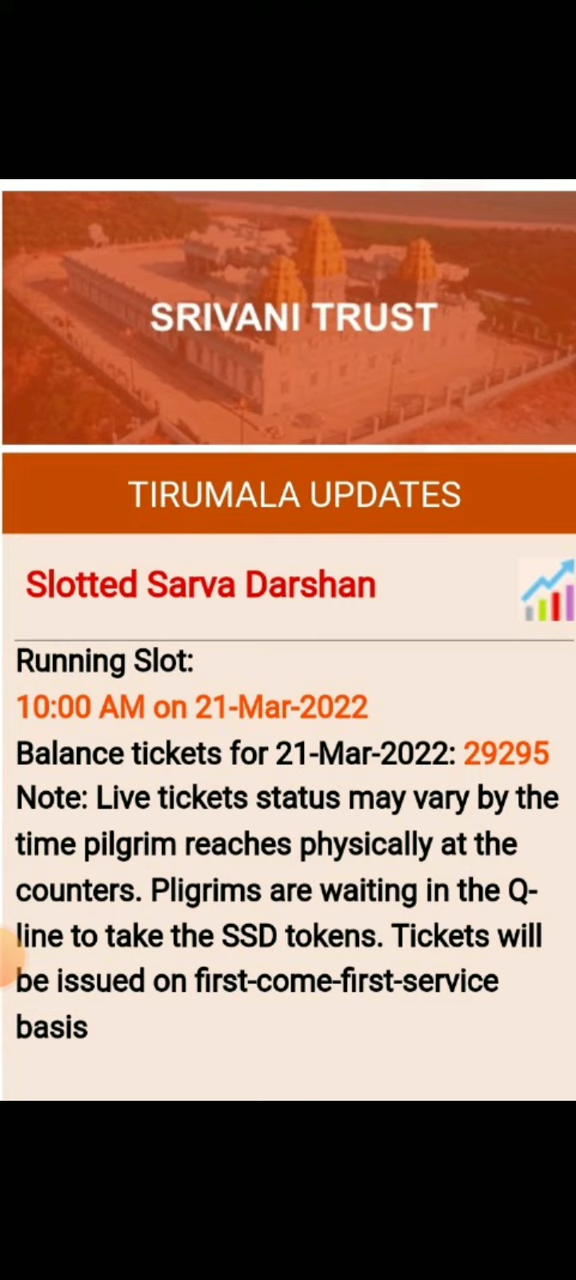 SRIVANI TRUST
TIRUMALA UPDATES
Slotted Sarva Darshan
Running Slot:
10:00 AM on 21-Mar-2022
Balance tickets for 21-Mar-2022: 29295
Note: Live tickets status may vary by the
time pilgrim reaches physically at the
counters. Pligrims are waiting in the Q-
line to take the SSD tokens. Tickets will
be issued on first-come-first-service
basis